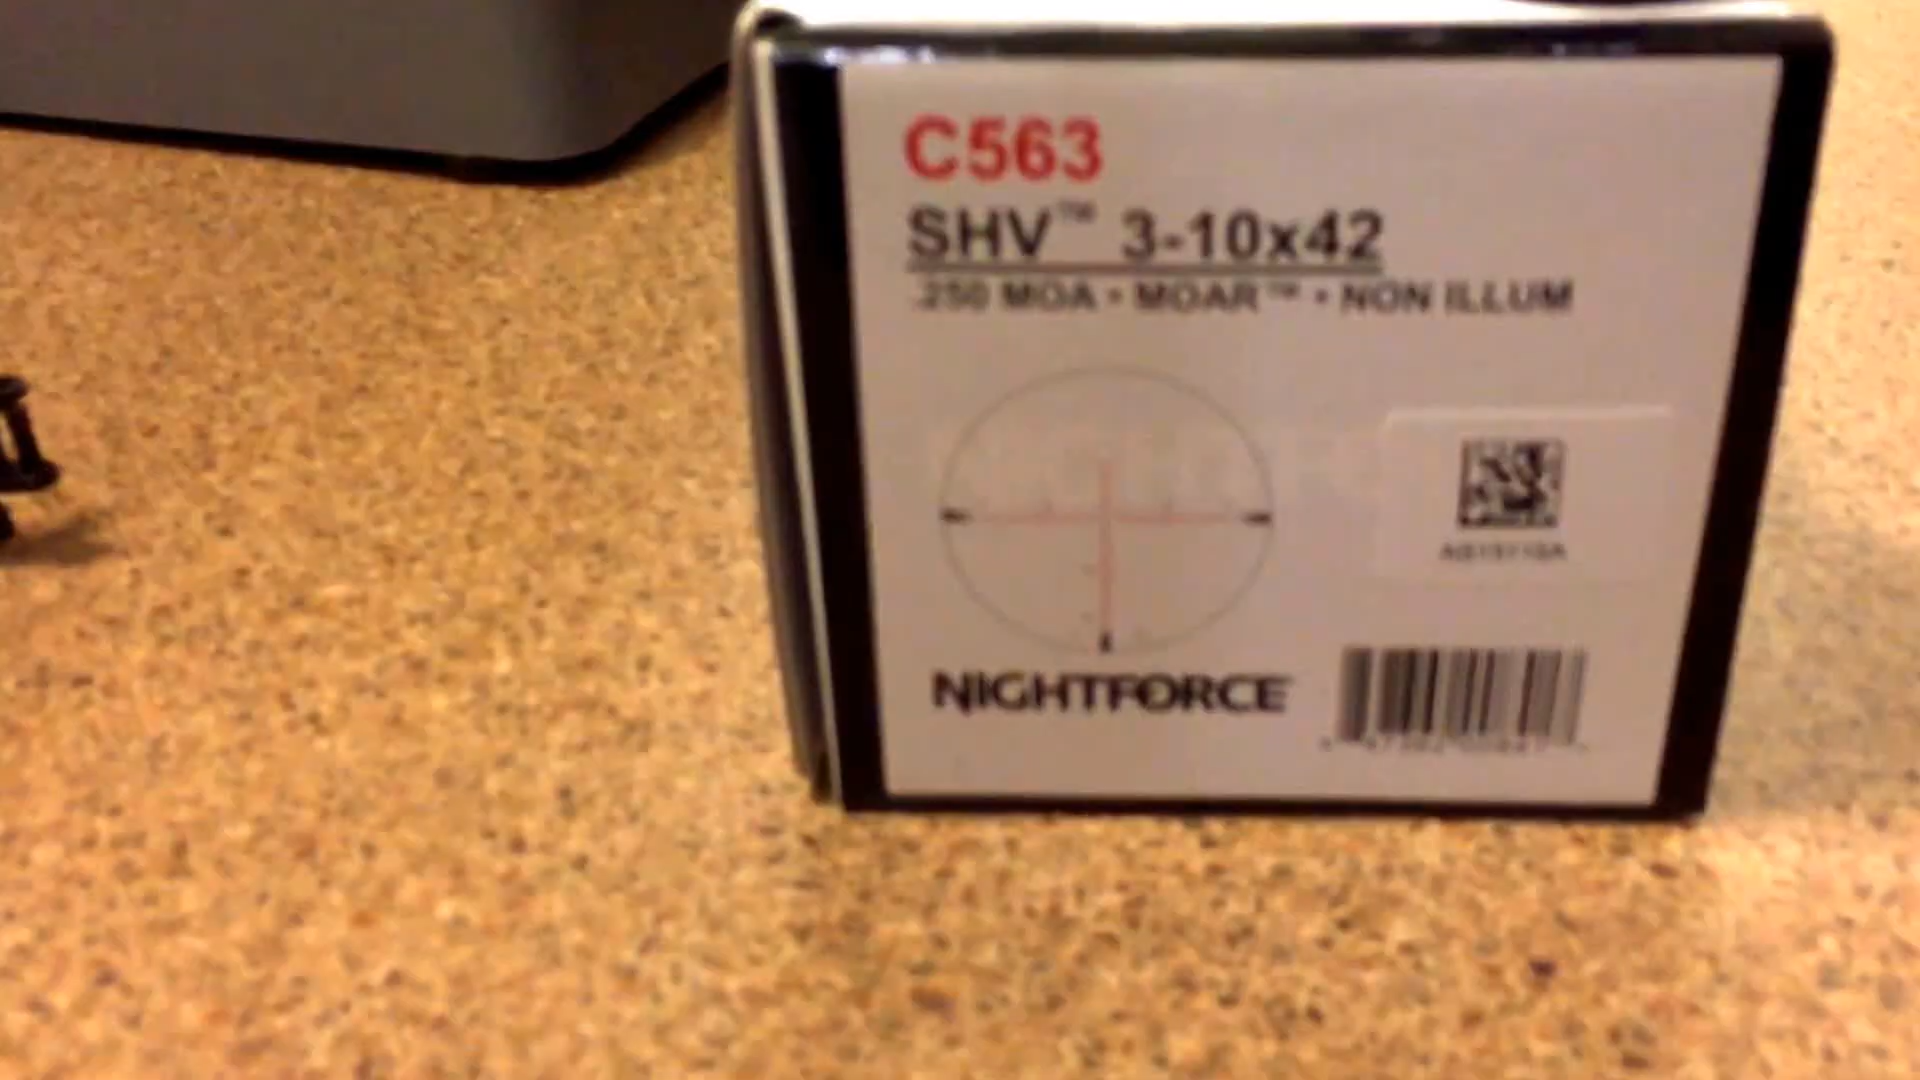 C563
SHV™ 3-10x42
.250 MOA • MOAR™ • NON ILLUM
NIGHTFORCE